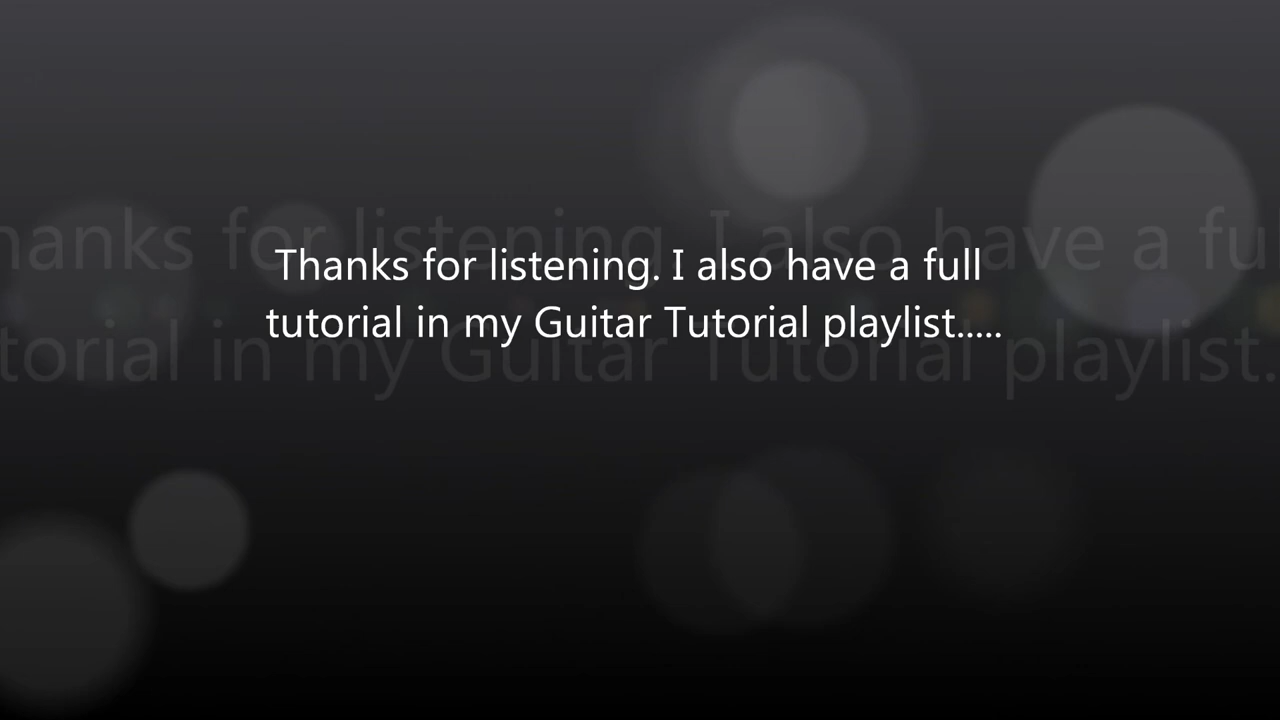 Thanks for listening. I also have a full
tutorial in my Guitar Tutorial playlist.....